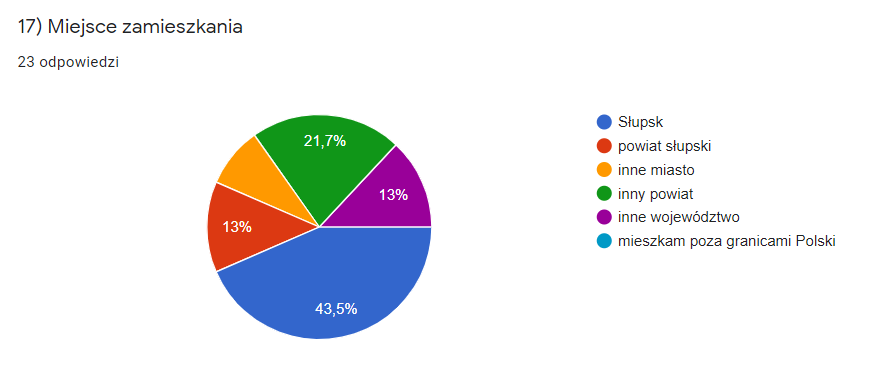 17) Miejsce zamieszkania
23 odpowiedzi
21,7%
13%
13%
43,5%
Słupsk
powiat słupski
inne miasto
inny powiat
inne województwo
mieszkam poza granicami Polski